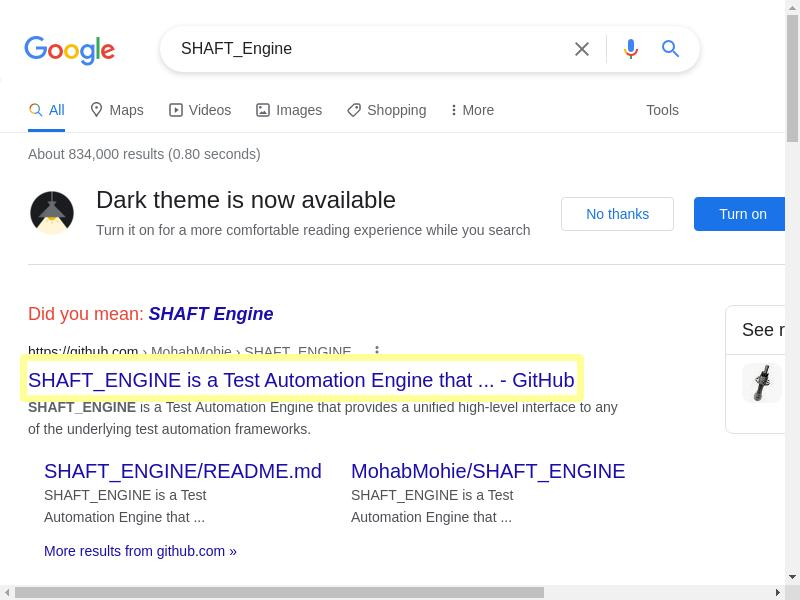 Google
SHAFT_Engine
All Maps Videos Images Shopping More Tools
About 834,000 results (0.80 seconds)
Dark theme is now available
Turn it on for a more comfortable reading experience while you search
No thanks
Turn on
Did you mean: SHAFT Engine
https://github.com › MohabMohie › SHAFT_ENGINE
SHAFT_ENGINE is a Test Automation Engine that ... - GitHub
SHAFT_ENGINE is a Test Automation Engine that provides a unified high-level interface to any
of the underlying test automation frameworks.
SHAFT_ENGINE/README.md
SHAFT_ENGINE is a Test
Automation Engine that ...
MohabMohie/SHAFT_ENGINE
SHAFT_ENGINE is a Test
Automation Engine that ...
More results from github.com »
See